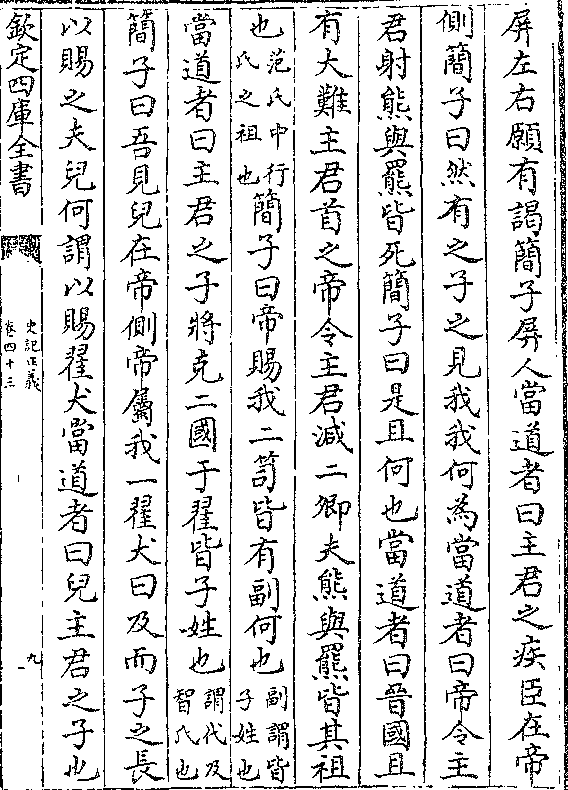 屏左右願有謁簡子屏人當道者曰主君之疾臣在帝
側簡子曰然有之子之見我我何為當道者曰帝令主
君射熊與羆皆死簡子曰是且何也當道者曰晉國且
有大難主君首之帝令主君滅二卿夫熊與羆皆其祖
也范氏中行氏之祖也簡子曰帝賜我二笥皆有副何也副謂皆子姓也
當道者曰主君之子將克二國于翟皆子姓也謂代及智氏也
簡子曰吾見兒在帝側帝屬我一翟犬曰及而子之長
以賜之夫兒何謂以賜翟犬當道者曰兒主君之子也
欽定四庫全書
史記正義
卷四十三
九